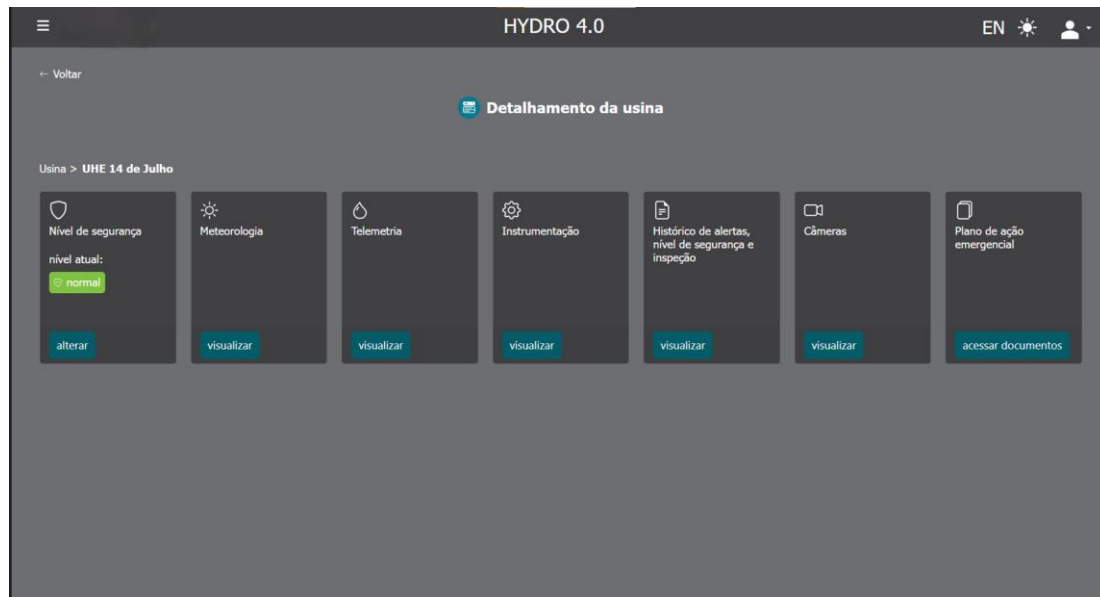 HYDRO 4.0
EN
← Voltar
Detalhamento da usina
Usina > UHE 14 de Julho
Nível de segurança
nível atual:
normal
alterar
Meteorologia
visualizar
Telemetria
visualizar
Instrumentação
visualizar
Histórico de alertas,
nível de segurança e
inspeção
visualizar
Câmeras
visualizar
Plano de ação
emergencial
acessar documentos